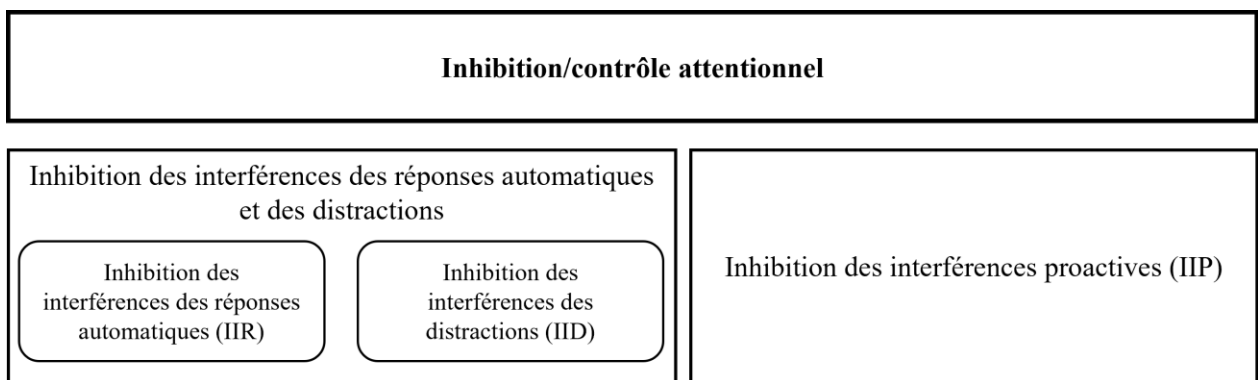 Inhibition/contrôle attentionnel
Inhibition des interférences des réponses automatiques
et des distractions
Inhibition des
interférences des réponses
automatiques (IIR)
Inhibition des
interférences des
distractions (IID)
Inhibition des interférences proactives (IIP)